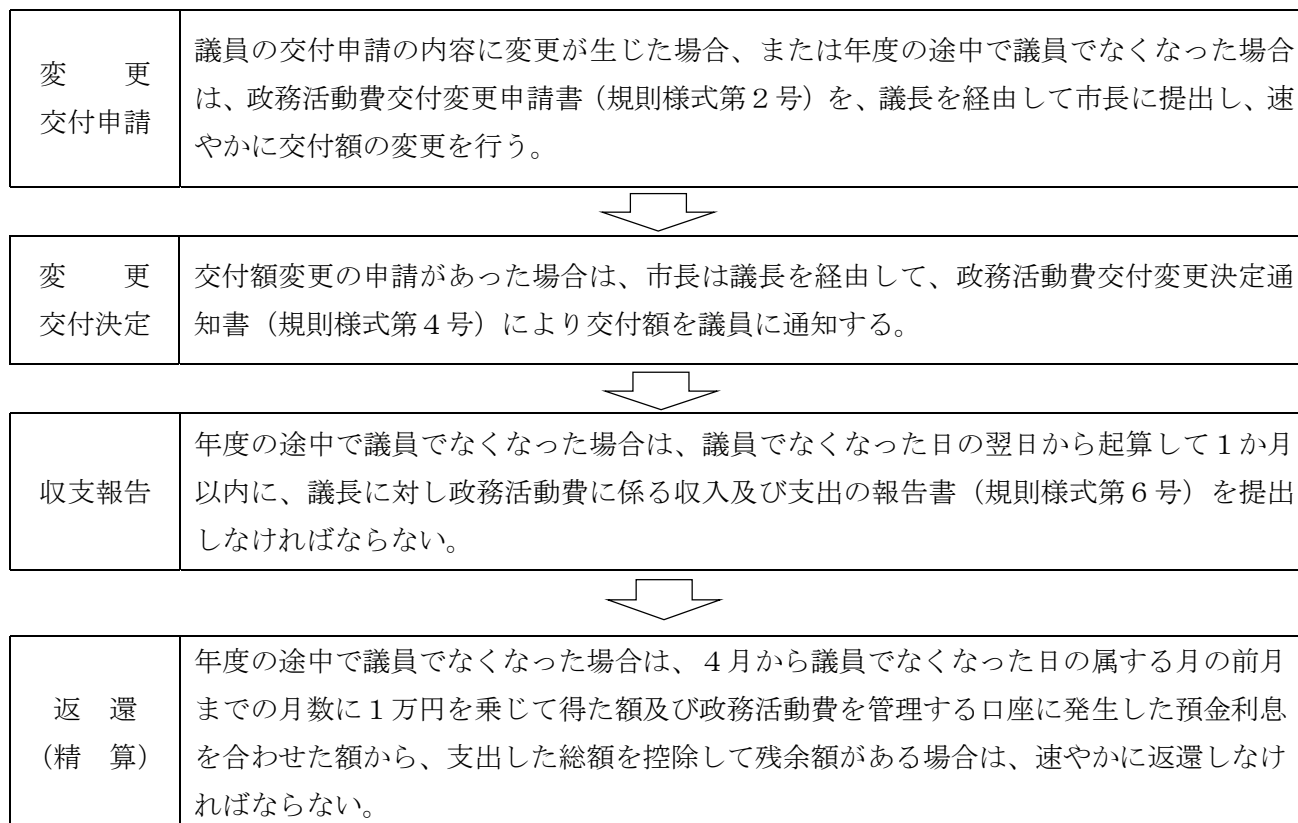 変　　更
交付申請
議員の交付申請の内容に変更が生じた場合、または年度の途中で議員でなくなった場合
は、政務活動費交付変更申請書（規則様式第２号）を、議長を経由して市長に提出し、速
やかに交付額の変更を行う。
変　　更
交付決定
交付額変更の申請があった場合は、市長は議長を経由して、政務活動費交付変更決定通
知書（規則様式第４号）により交付額を議員に通知する。
収支報告
年度の途中で議員でなくなった場合は、議員でなくなった日の翌日から起算して１か月
以内に、議長に対し政務活動費に係る収入及び支出の報告書（規則様式第６号）を提出
しなければならない。
返　還
（精　算）
年度の途中で議員でなくなった場合は、４月から議員でなくなった日の属する月の前月
までの月数に１万円を乗じて得た額及び政務活動費を管理する口座に発生した預金利息
を合わせた額から、支出した総額を控除して残余額がある場合は、速やかに返還しなけ
ればならない。